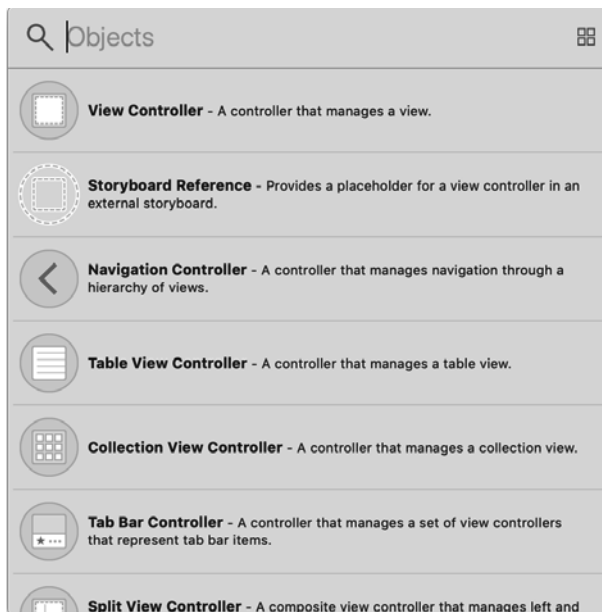 Objects
View Controller - A controller that manages a view.
Storyboard Reference - Provides a placeholder for a view controller in an
external storyboard.
Navigation Controller - A controller that manages navigation through a
hierarchy of views.
Table View Controller - A controller that manages a table view.
Collection View Controller - A controller that manages a collection view.
Tab Bar Controller - A controller that manages a set of view controllers
that represent tab bar items.
Split View Controller - A composite view controller that manages left and